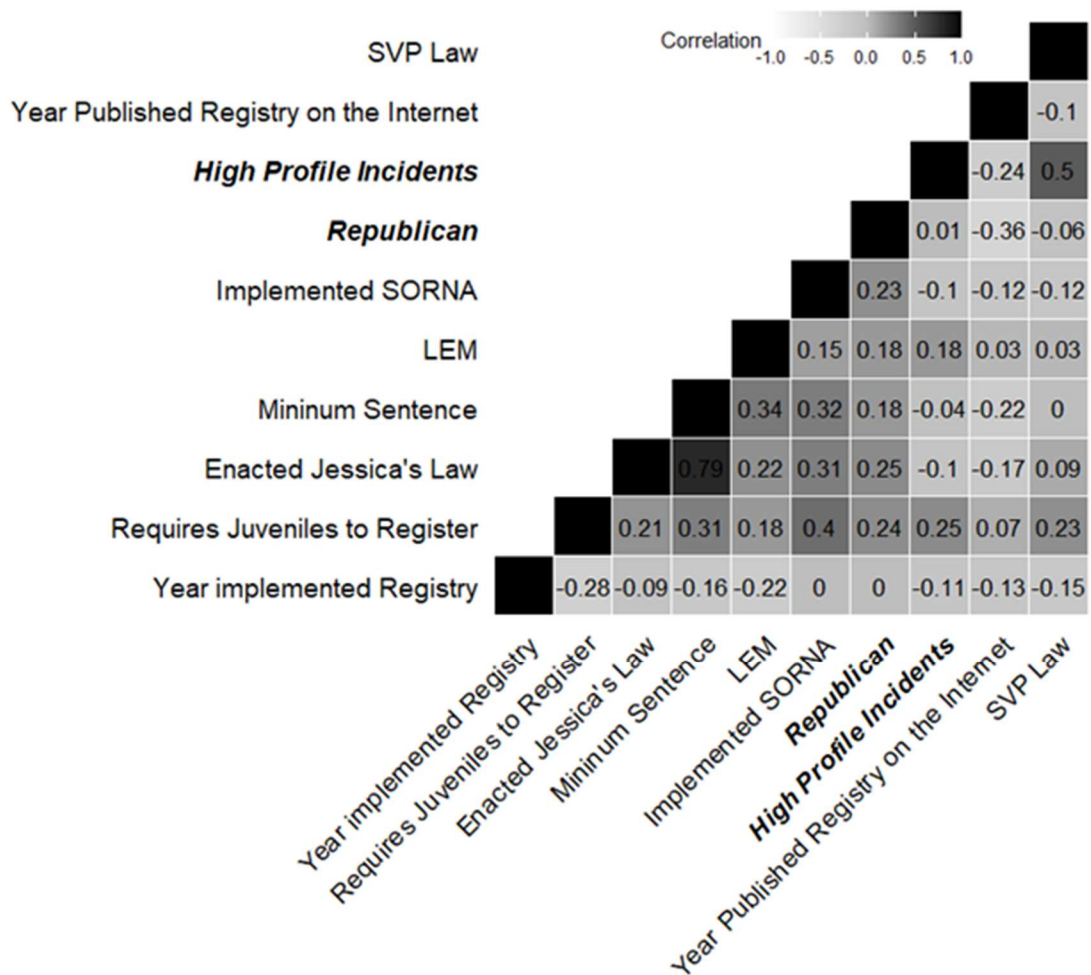 Correlation
-1.0 -0.5 0.0 0.5 1.0
SVP Law
Year Published Registry on the Internet -0.1
High Profile Incidents -0.24 0.5
Republican 0.01 -0.36 -0.06
Implemented SORNA 0.23 -0.1 -0.12 -0.12
LEM 0.15 0.18 0.18 0.03 0.03
Mininum Sentence 0.34 0.32 0.18 -0.04 -0.22 0
Enacted Jessica's Law 0.79 0.22 0.31 0.25 -0.1 -0.17 0.09
Requires Juveniles to Register 0.21 0.31 0.18 0.4 0.24 0.25 0.07 0.23
Year implemented Registry -0.28 -0.09 -0.16 -0.22 0 0 -0.11 -0.13 -0.15
Year implemented Registry
Requires Juveniles to Register
Enacted Jessica's Law
Mininum Sentence
LEM
Implemented SORNA
Republican
High Profile Incidents
Year Published Registry on the Internet
SVP Law